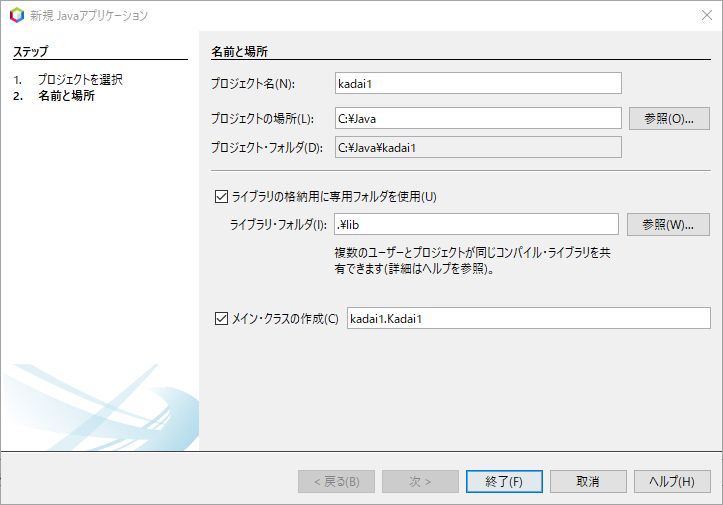 新規 Javaアプリケーション
ステップ
1. プロジェクトを選択
2. 名前と場所
名前と場所
プロジェクト名(N): kadai1
プロジェクトの場所(L): C:¥Java 参照(O)...
プロジェクト・フォルダ(D): C:¥Java¥kadai1
ライブラリの格納用に専用フォルダを使用(U)
ライブラリ・フォルダ(I): .¥lib 参照(W)...
複数のユーザーとプロジェクトが同じコンパイル・ライブラリを共
有できます(詳細はヘルプを参照)。
メイン・クラスの作成(C) kadai1.Kadai1
< 戻る(B) 次 > 終了(F) 取消 ヘルプ(H)